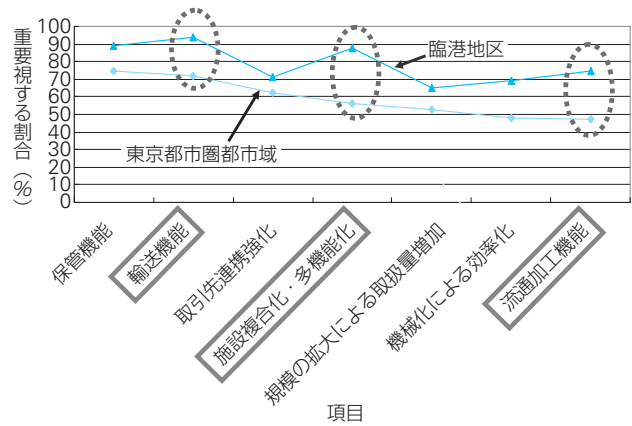 重要視する割合（%）
100
90
80
70
60
50
40
30
20
10
0
臨港地区
東京都市圏都市域
保管機能
輸送機能
取引先連携強化
施設複合化・多機能化
規模の拡大による取扱量増加
機械化による効率化
流通加工機能
項目